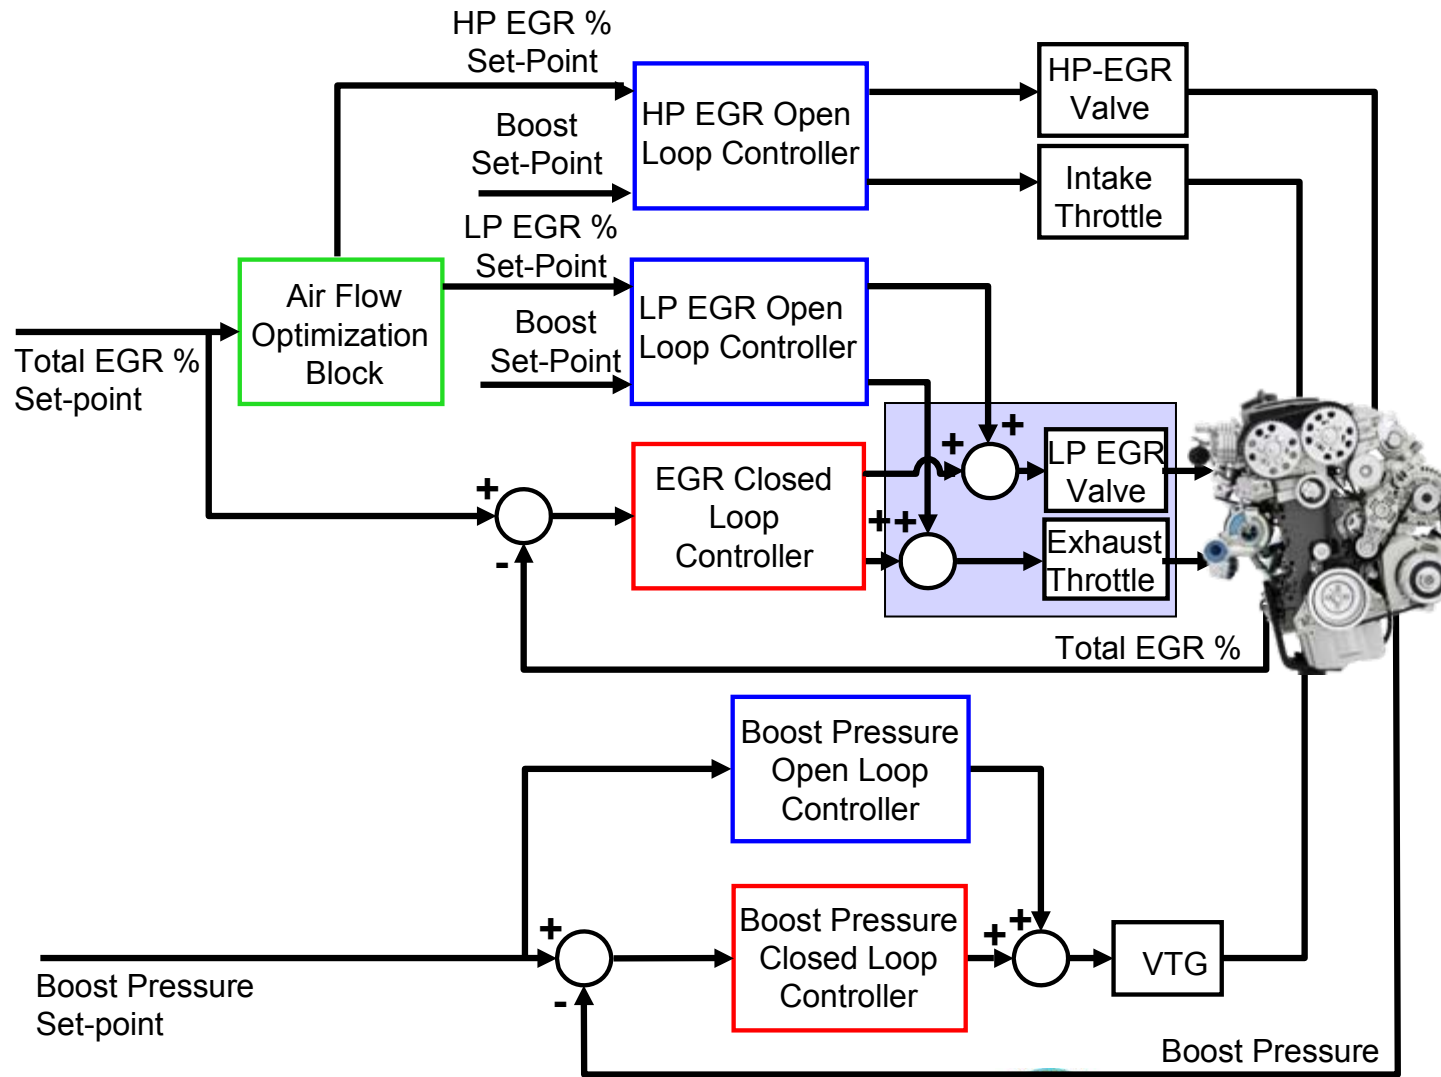 HP EGR %
Set-Point
HP-EGR
Valve
HP EGR Open
Loop Controller
Boost
Set-Point
Intake
Throttle
LP EGR %
Set-Point
Air Flow
Optimization
Block
LP EGR Open
Loop Controller
Boost
Set-Point
Total EGR %
Set-point
+
+
LP EGR
Valve
EGR Closed
Loop
Controller
+
+
+
-
Exhaust
Throttle
Total EGR %
Boost Pressure
Open Loop
Controller
+
-
Boost Pressure
Closed Loop
Controller
+
+
VTG
Boost Pressure
Set-point
Boost Pressure